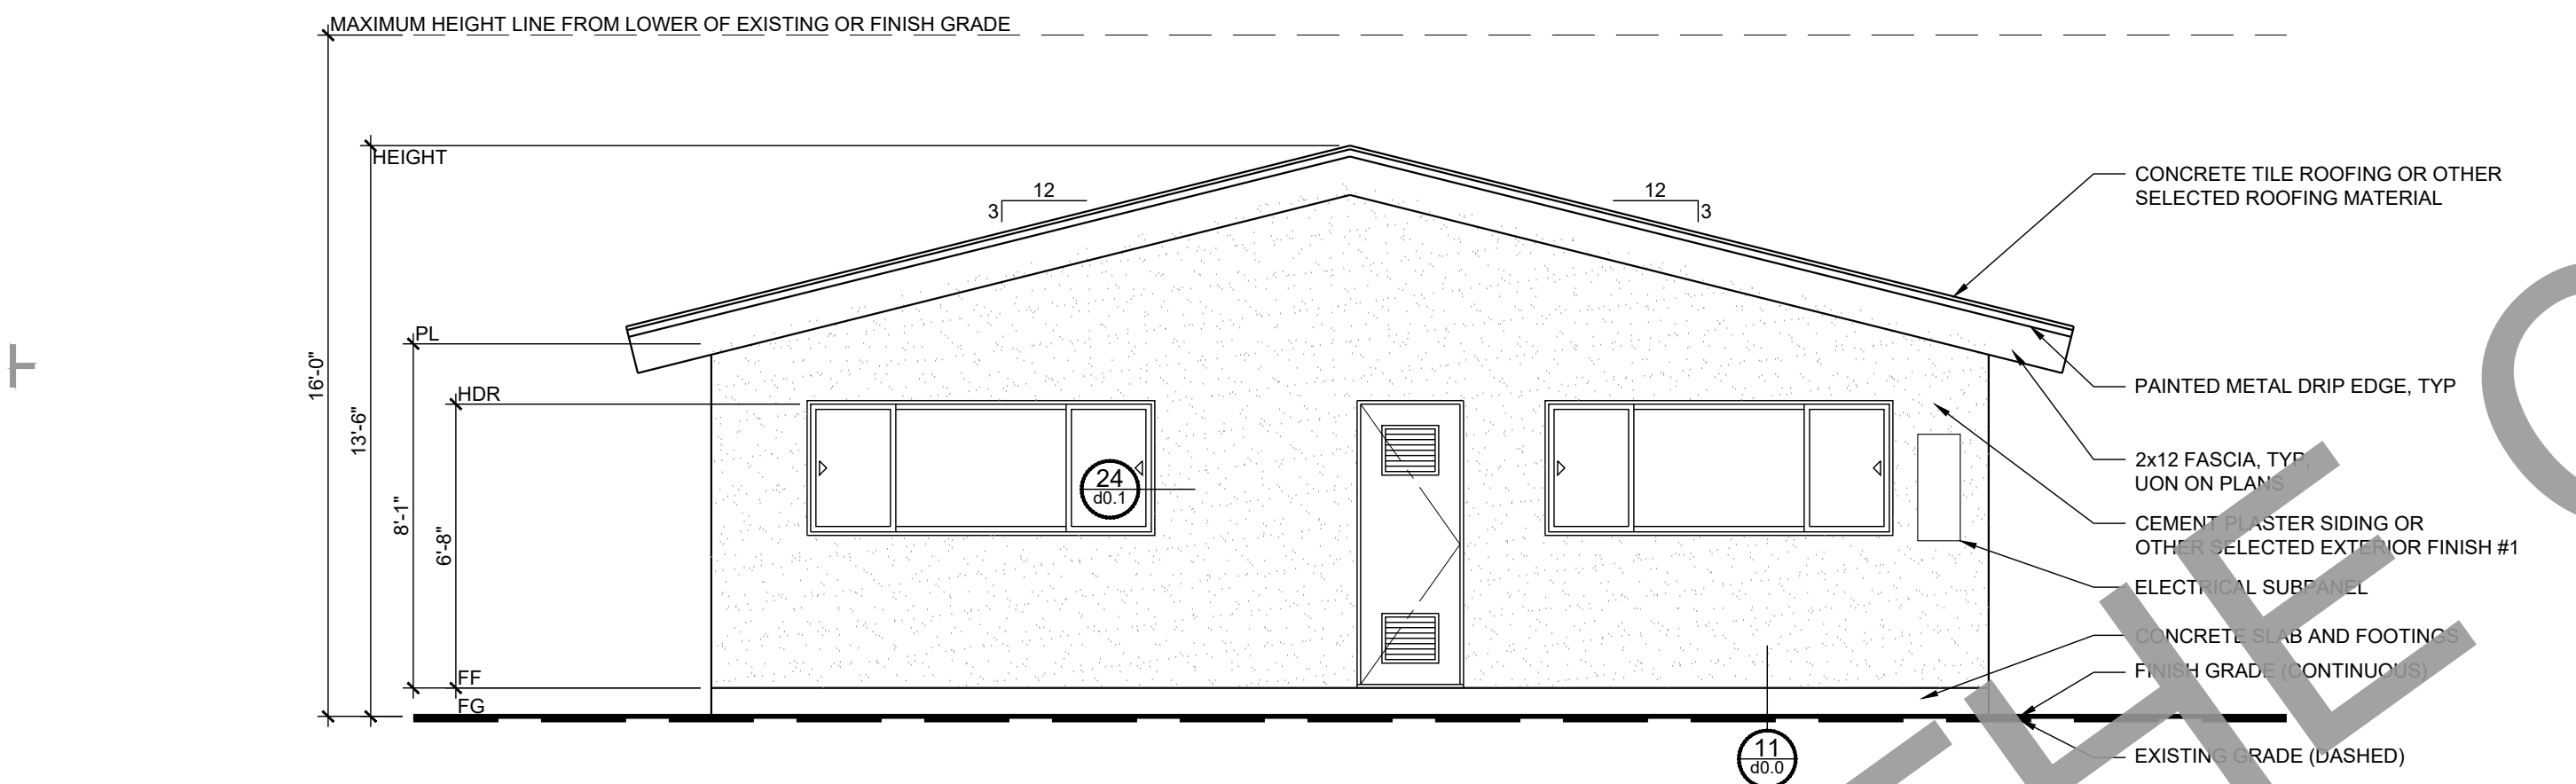 MAXIMUM HEIGHT LINE FROM LOWER OF EXISTING OR FINISH GRADE
HEIGHT
12
3
12
3
CONCRETE TILE ROOFING OR OTHER
SELECTED ROOFING MATERIAL
PL
16'-0"
13'-6"
8'-1"
6'-8"
HDR
PAINTED METAL DRIP EDGE, TYP
24
d0.1
2x12 FASCIA, TYP,
UON ON PLANS
CEMENT PLASTER SIDING OR
OTHER SELECTED EXTERIOR FINISH #1
ELECTRICAL SUBPANEL
CONCRETE SLAB AND FOOTINGS
FINISH GRADE (CONTINUOUS)
FF
FG
11
d0.0
EXISTING GRADE (DASHED)